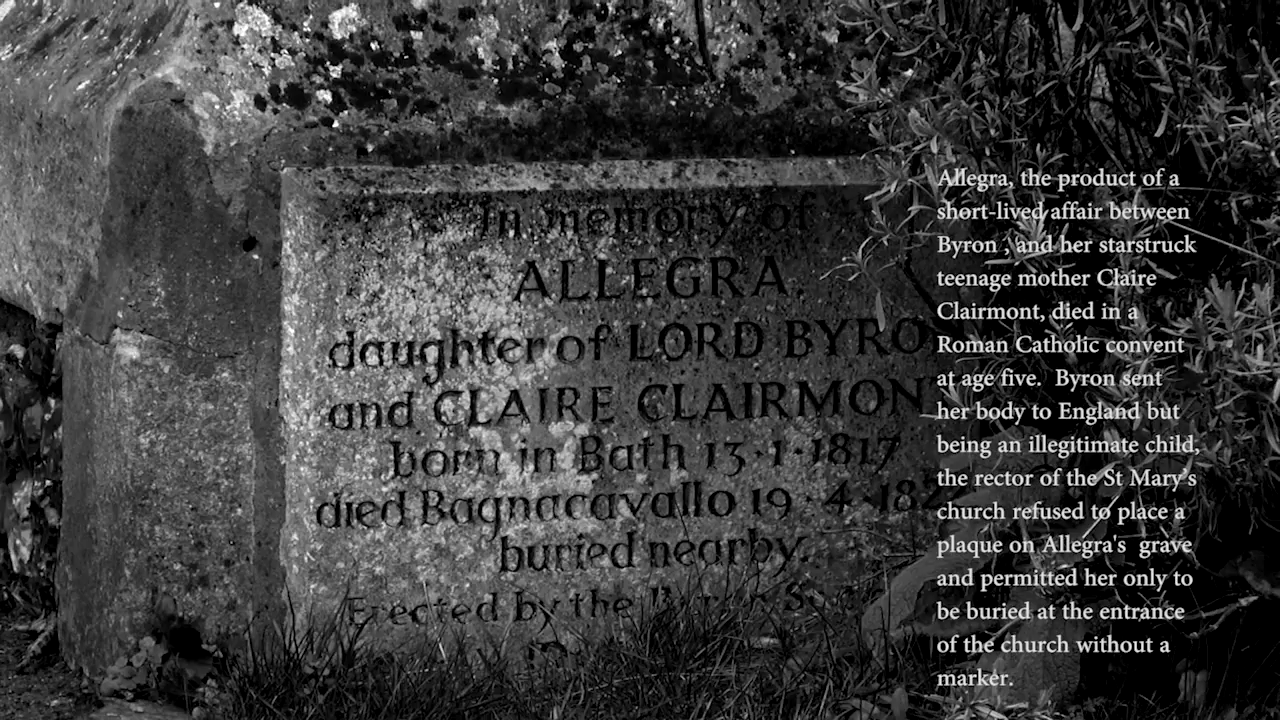 In memory of
ALLEGRA.
daughter of LORD BYRO
and CLAIRE CLAIRMON
born in Bath 13·1·1817
died Bagnacavallo 19·4·182
buried nearby.
Erected by the
Allegra, the product of a
short-lived affair between
Byron , and her starstruck
teenage mother Claire
Clairmont, died in a
Roman Catholic convent
at age five.  Byron sent
her body to England but
being an illegitimate child,
the rector of the St Mary’s
church refused to place a
plaque on Allegra's  grave
and permitted her only to
be buried at the entrance
of the church without a
marker.